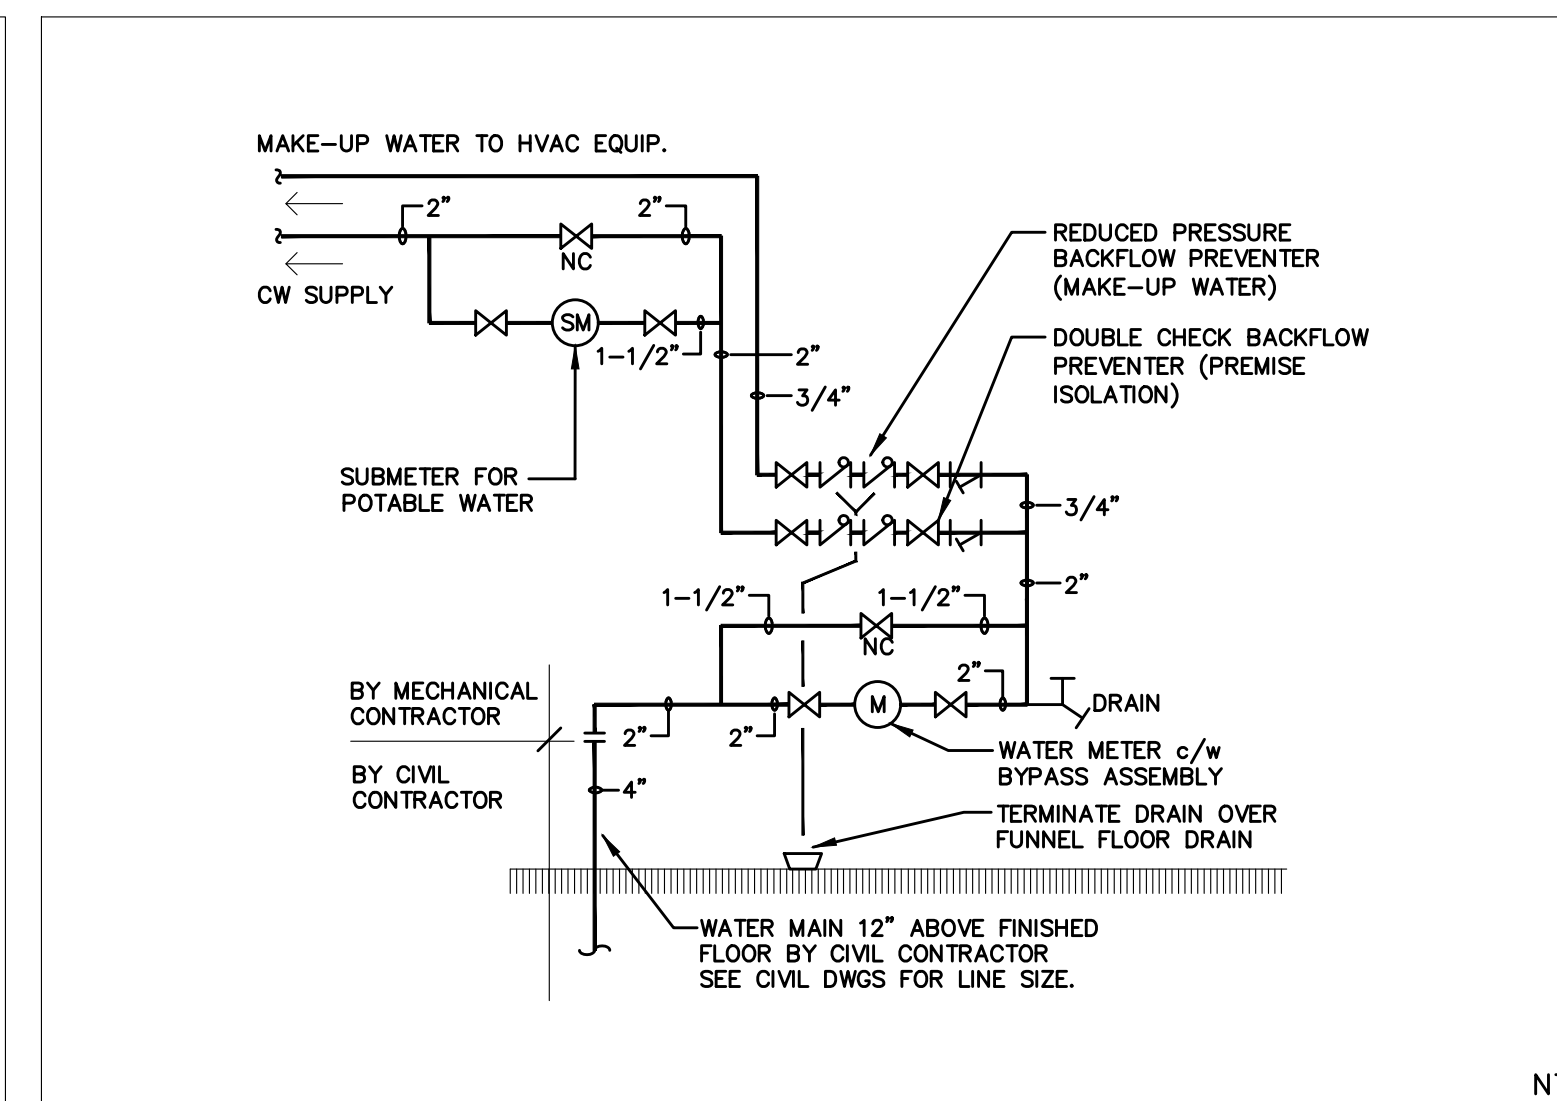 MAKE-UP WATER TO HVAC EQUIP.
2"
2"
NC
CW SUPPLY
SM
1-1/2"
2"
3/4"
REDUCED PRESSURE
BACKFLOW PREVENTER
(MAKE-UP WATER)
DOUBLE CHECK BACKFLOW
PREVENTER (PREMISE
ISOLATION)
SUBMETER FOR
POTABLE WATER
3/4"
2"
1-1/2"
1-1/2"
NC
2"
BY MECHANICAL
CONTRACTOR
2"
2"
M
DRAIN
WATER METER c/w
BYPASS ASSEMBLY
BY CIVIL
CONTRACTOR
4"
TERMINATE DRAIN OVER
FUNNEL FLOOR DRAIN
WATER MAIN 12" ABOVE FINISHED
FLOOR BY CIVIL CONTRACTOR
SEE CIVIL DWGS FOR LINE SIZE.